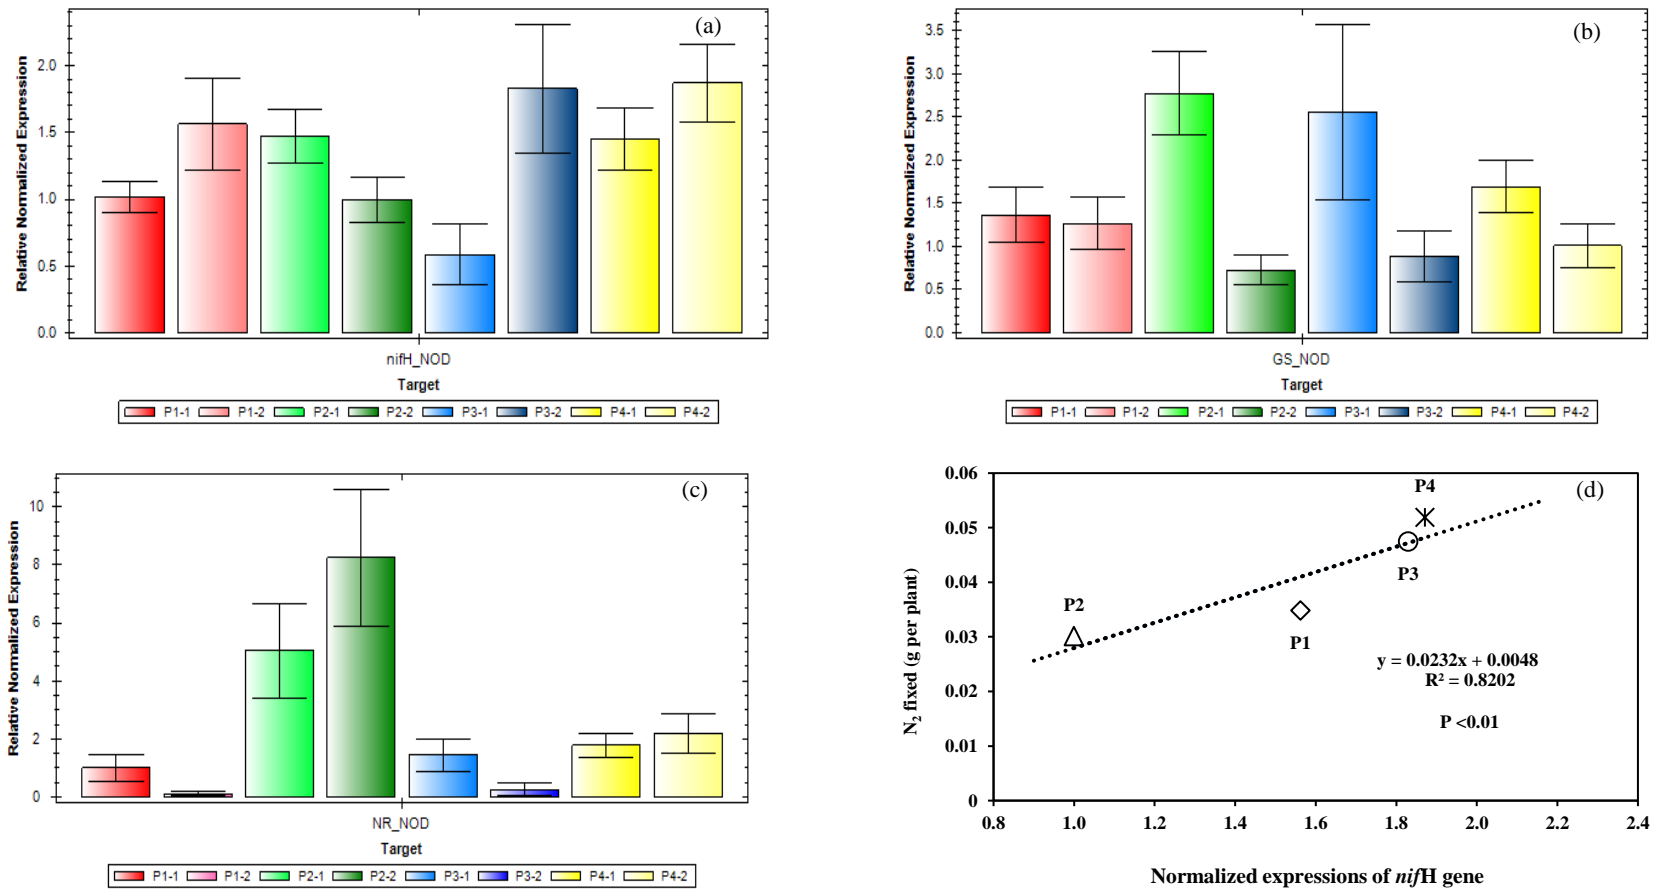 (a)
Relative Normalized Expression
2.0
1.5
1.0
0.5
0.0
nifH_NOD
Target
P1-1 P1-2 P2-1 P2-2 P3-1 P3-2 P4-1 P4-2
(b)
Relative Normalized Expression
3.5
3.0
2.5
2.0
1.5
1.0
0.5
0.0
GS_NOD
Target
P1-1 P1-2 P2-1 P2-2 P3-1 P3-2 P4-1 P4-2
(c)
Relative Normalized Expression
10
8
6
4
2
0
NR_NOD
Target
P1-1 P1-2 P2-1 P2-2 P3-1 P3-2 P4-1 P4-2
(d)
N₂ fixed (g per plant)
0.06
0.05
0.04
0.03
0.02
0.01
0
P4
P3
P2
P1
y = 0.0232x + 0.0048
R² = 0.8202
P <0.01
0.8 1.0 1.2 1.4 1.6 1.8 2.0 2.2 2.4
Normalized expressions of nifH gene